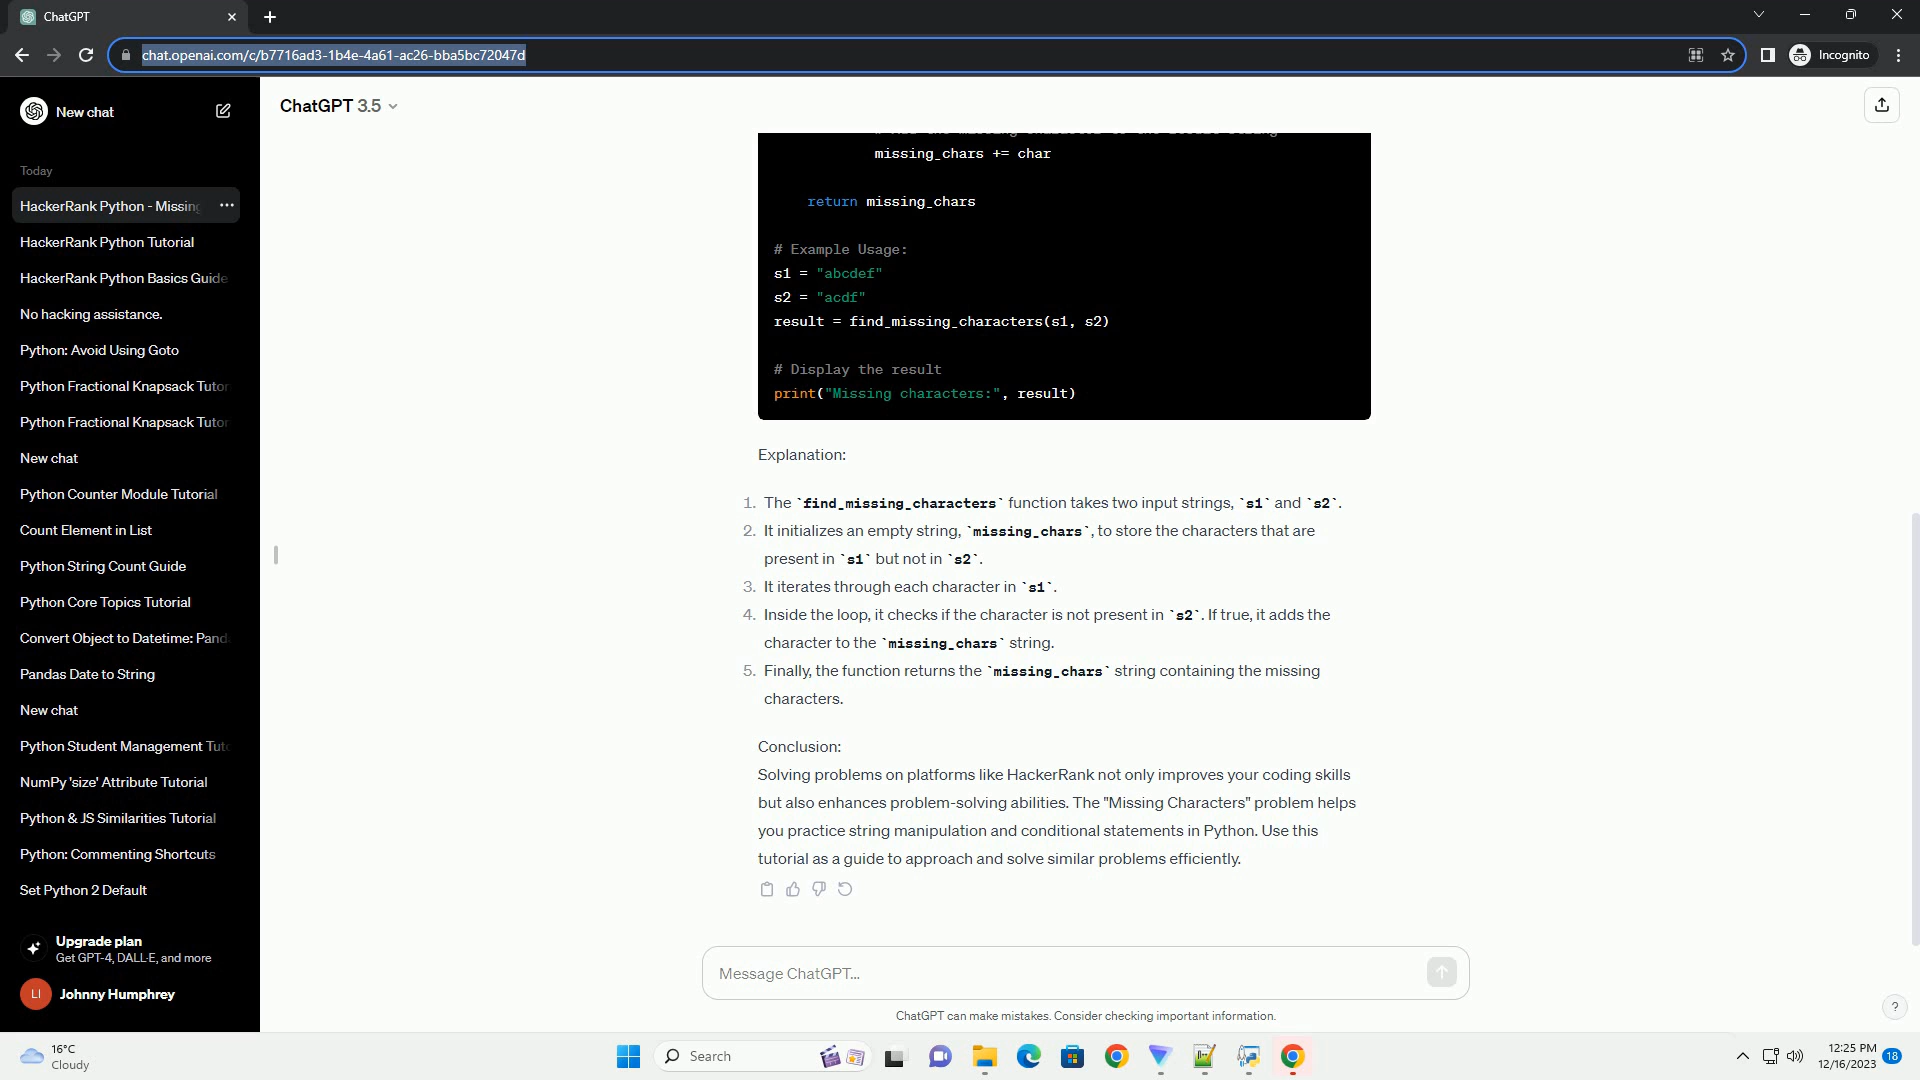 ChatGPT
chat.openai.com/c/b7716ad3-1b4e-4a61-ac26-bba5bc72047d
Incognito
New chat
ChatGPT 3.5
Today
HackerRank Python - Missing
HackerRank Python Tutorial
HackerRank Python Basics Guide
No hacking assistance.
Python: Avoid Using Goto
Python Fractional Knapsack Tutor
Python Fractional Knapsack Tutor
New chat
Python Counter Module Tutorial
Count Element in List
Python String Count Guide
Python Core Topics Tutorial
Convert Object to Datetime: Panda
Pandas Date to String
New chat
Python Student Management Tuto
NumPy 'size' Attribute Tutorial
Python & JS Similarities Tutorial
Python: Commenting Shortcuts
Set Python 2 Default
Upgrade plan
Get GPT-4, DALL·E, and more
LI
Johnny Humphrey
missing_chars += char
return missing_chars
# Example Usage:
s1 = "abcdef"
s2 = "acdf"
result = find_missing_characters(s1, s2)
# Display the result
print("Missing characters:", result)
Explanation:
1. The `find_missing_characters` function takes two input strings, `s1` and `s2`.
2. It initializes an empty string, `missing_chars`, to store the characters that are
present in `s1` but not in `s2`.
3. It iterates through each character in `s1`.
4. Inside the loop, it checks if the character is not present in `s2`. If true, it adds the
character to the `missing_chars` string.
5. Finally, the function returns the `missing_chars` string containing the missing
characters.
Conclusion:
Solving problems on platforms like HackerRank not only improves your coding skills
but also enhances problem-solving abilities. The "Missing Characters" problem helps
you practice string manipulation and conditional statements in Python. Use this
tutorial as a guide to approach and solve similar problems efficiently.
Message ChatGPT...
ChatGPT can make mistakes. Consider checking important information.
?
16°C
Cloudy
Search
12:25 PM
12/16/2023
18